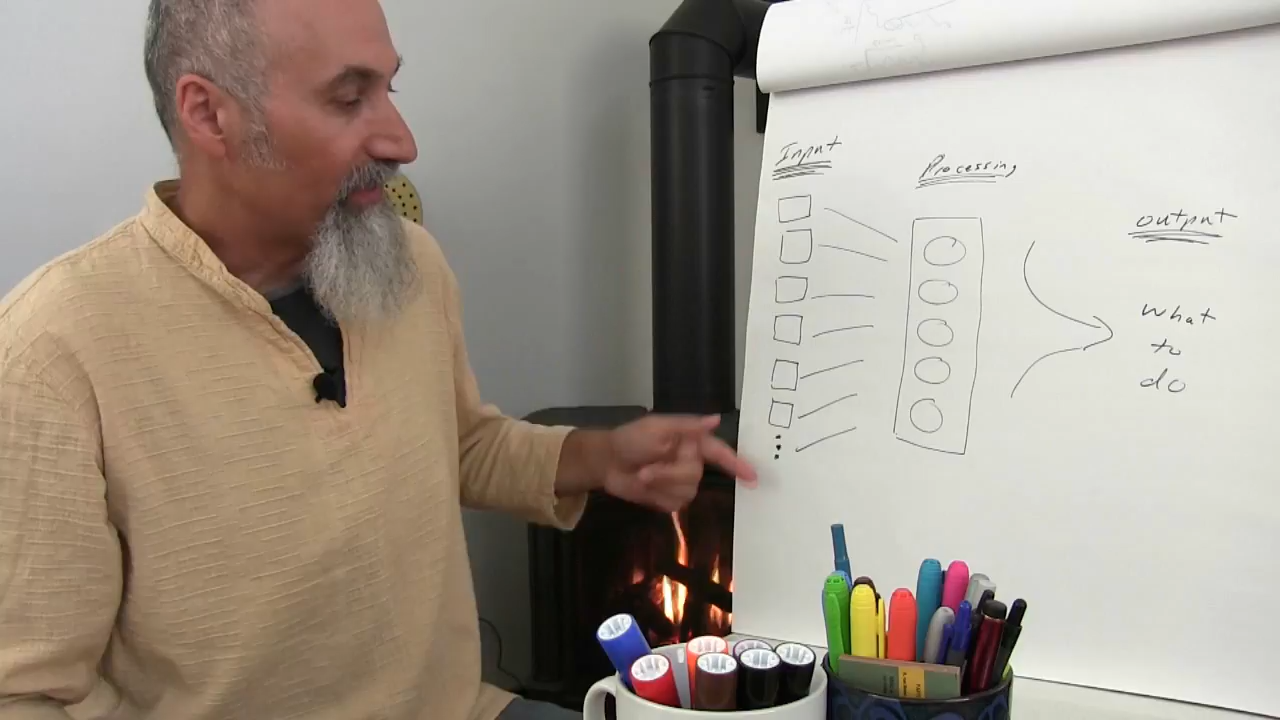 Input
Processing
output
what
to
do